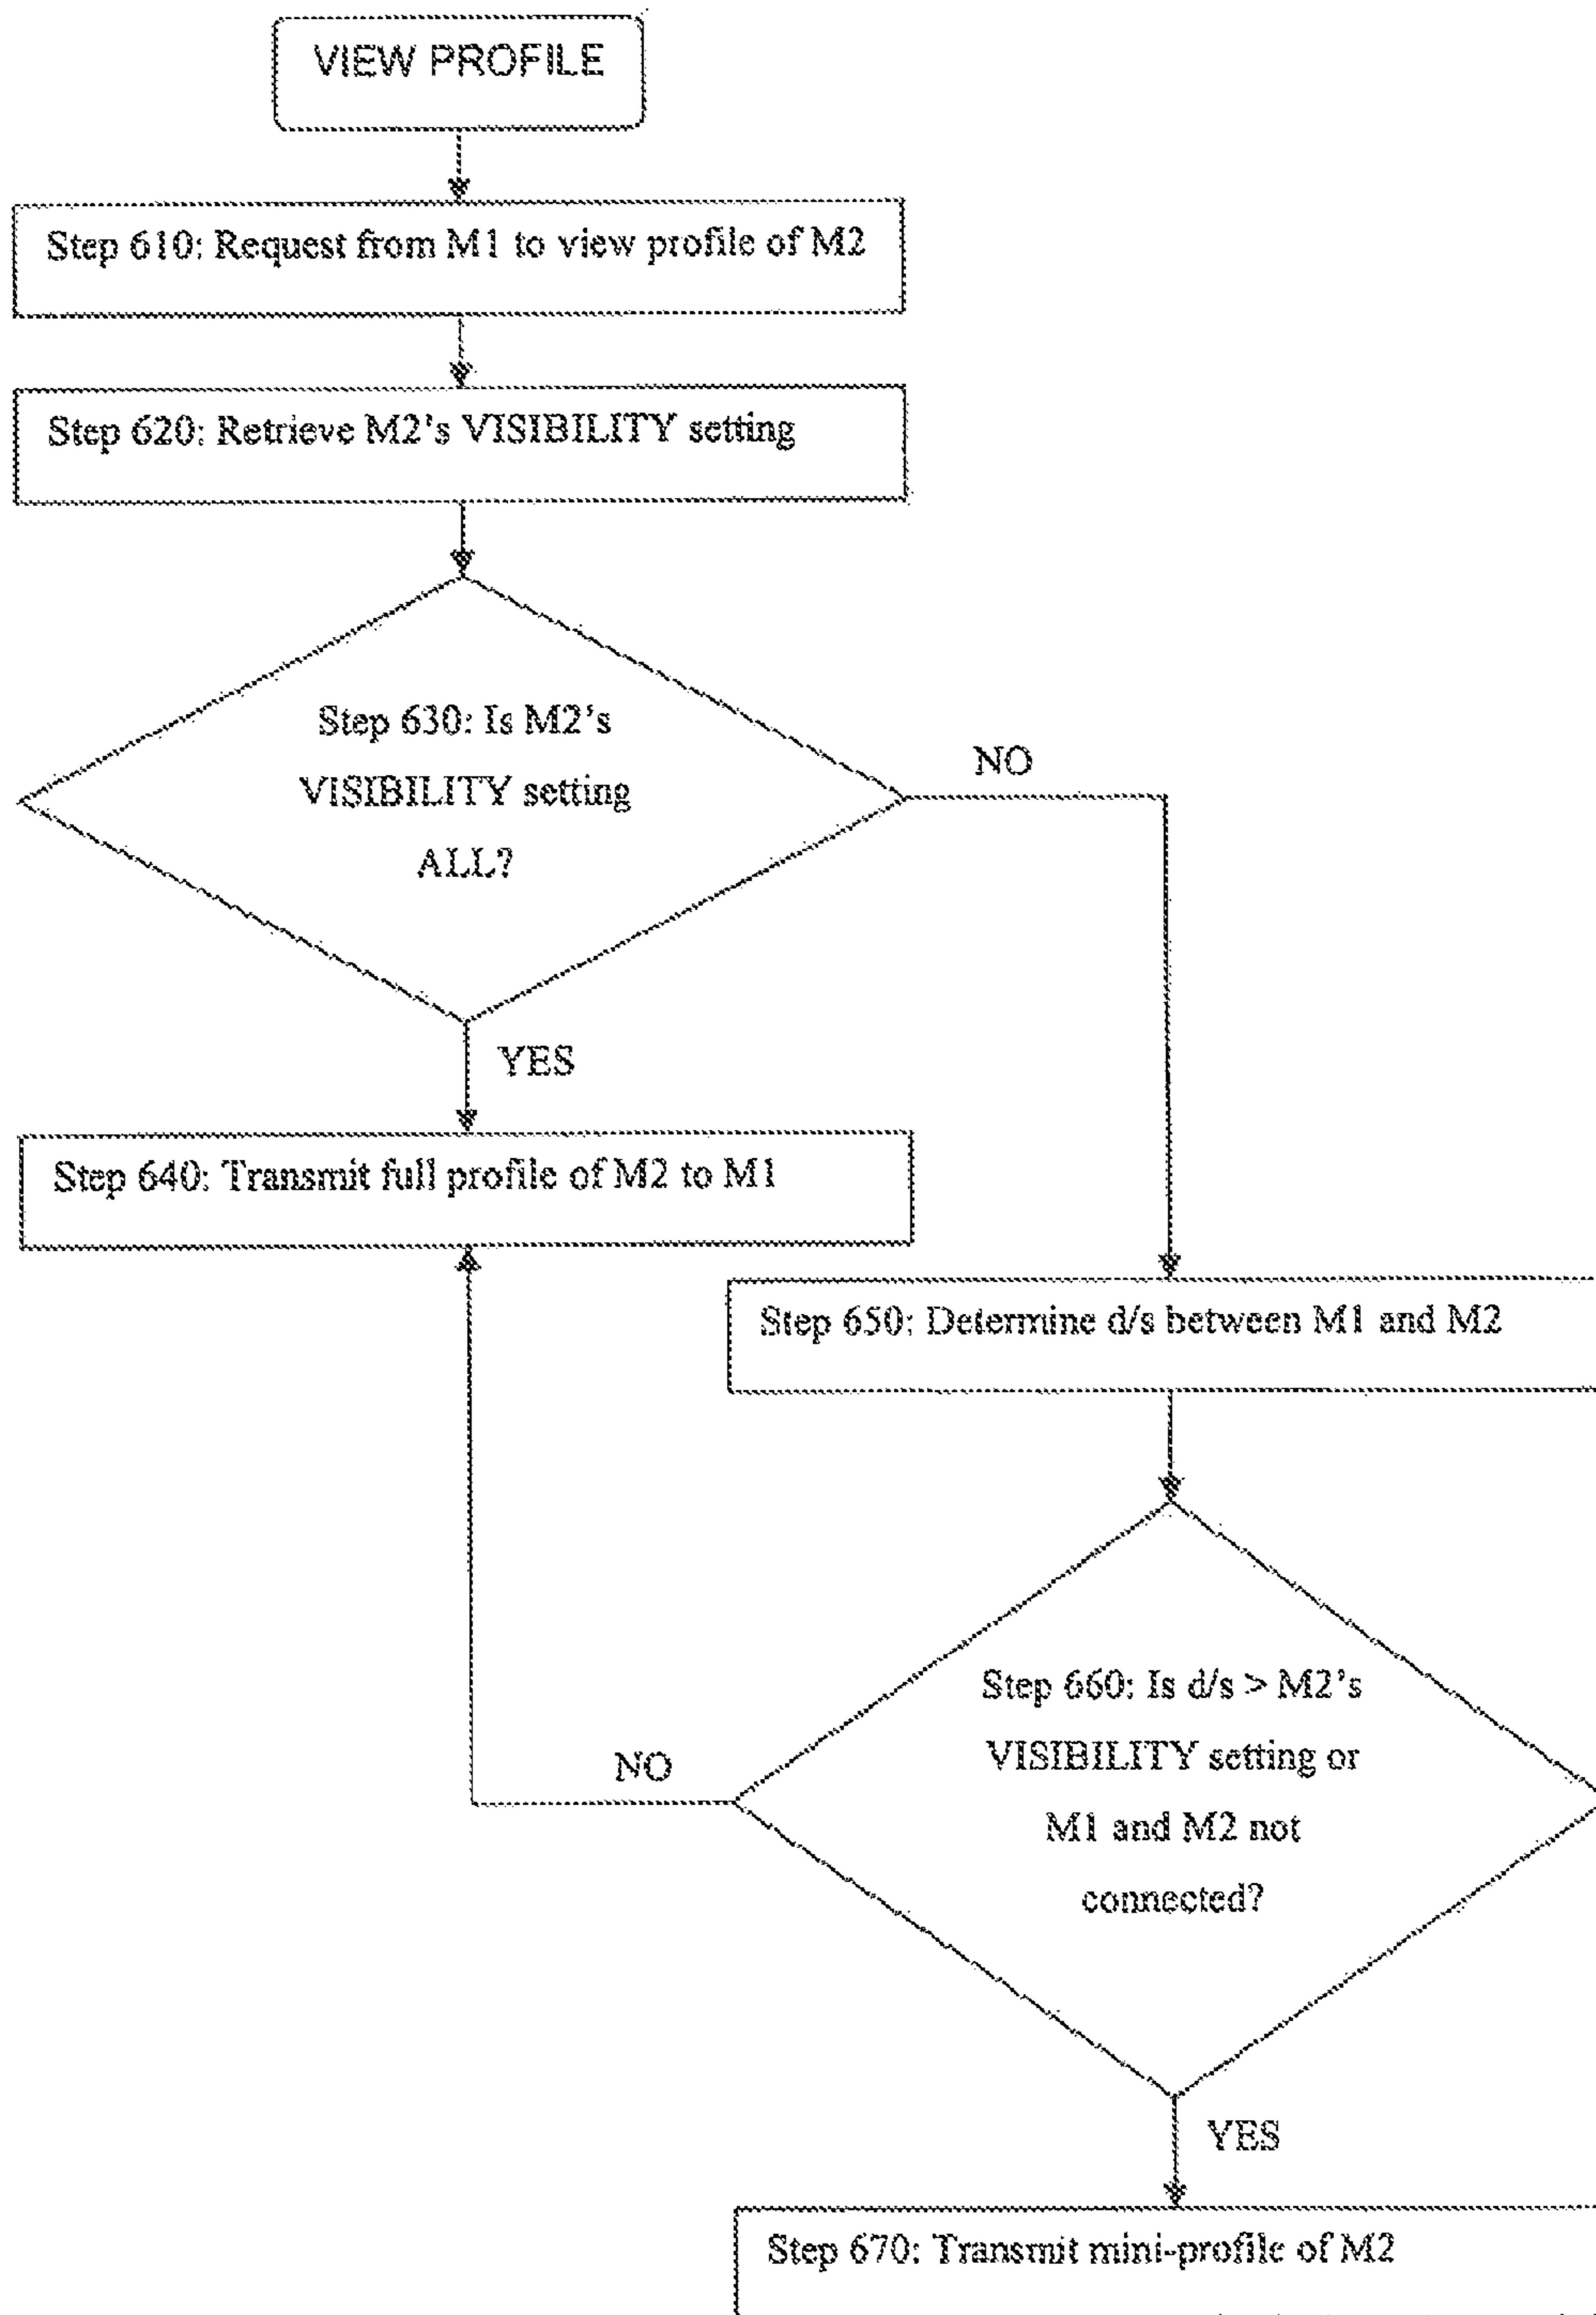 VIEW PROFILE
Step 610: Request from M1 to view profile of M2
Step 620: Retrieve M2's VISIBILITY setting
Step 630: Is M2's
VISIBILITY setting
ALL?
NO
YES
Step 640: Transmit full profile of M2 to M1
Step 650: Determine d/s between M1 and M2
Step 660: Is d/s > M2's
VISIBILITY setting or
M1 and M2 not
connected?
NO
YES
Step 670: Transmit mini-profile of M2